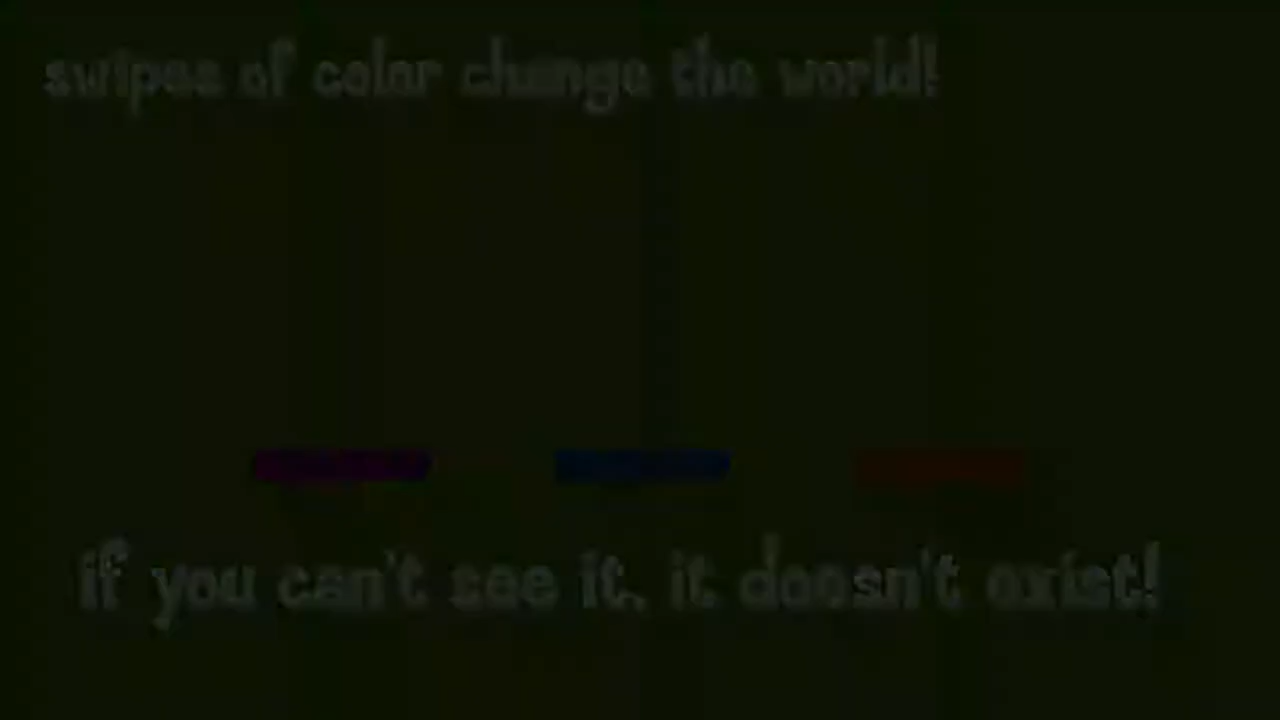 swipes of color change the world!
if you can't see it, it doesn't exist!